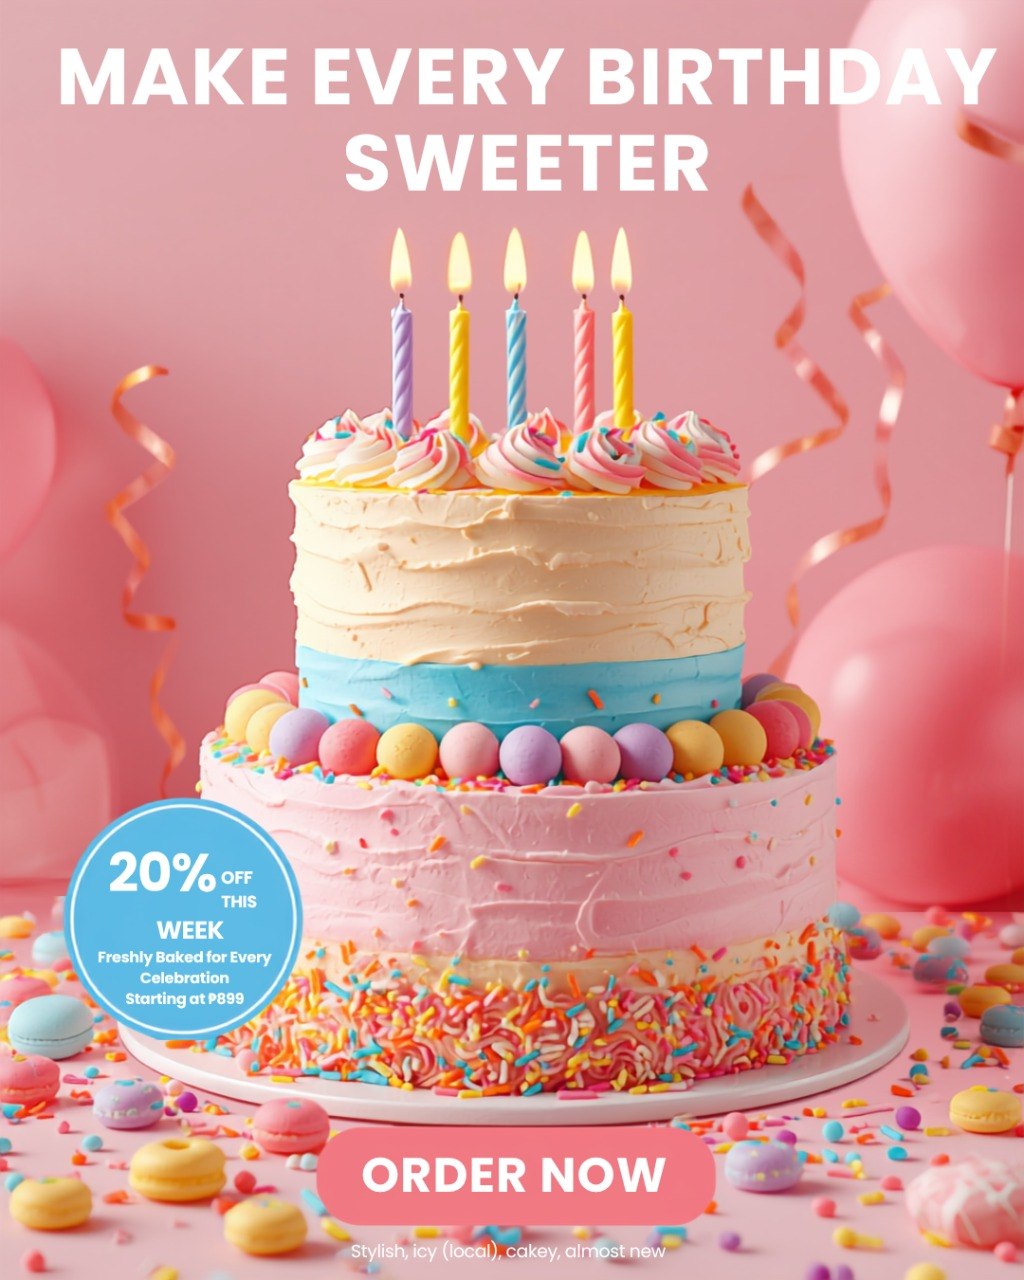 MAKE EVERY BIRTHDAY
SWEETER
20% OFF
THIS
WEEK
Freshly Baked for Every
Celebration
Starting at ₱899
ORDER NOW
Stylish, icy (local), cakey, almost new